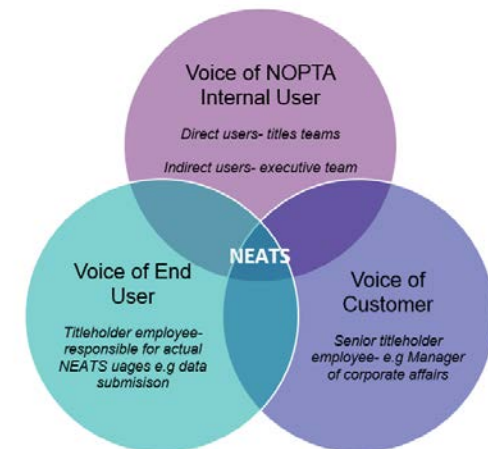 Voice of NOPTA
Internal User
Direct users- titles teams
Indirect users- executive team
NEATS
Voice of End
User
Titleholder employee-
responsible for actual
NEATS uages e.g data
submisison
Voice of
Customer
Senior titleholder
employee- e.g Manager
of corporate affairs